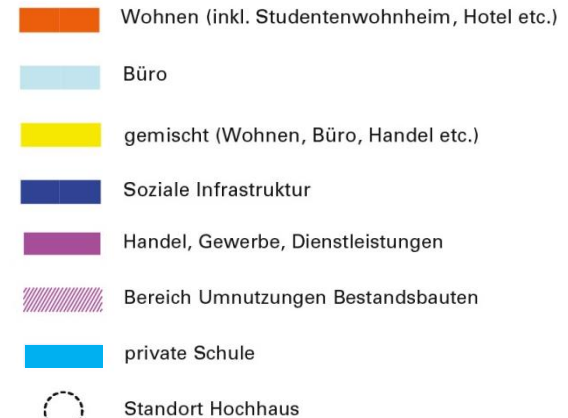 Wohnen (inkl. Studentenwohnheim, Hotel etc.)
Büro
gemischt (Wohnen, Büro, Handel etc.)
Soziale Infrastruktur
Handel, Gewerbe, Dienstleistungen
Bereich Umnutzungen Bestandsbauten
private Schule
Standort Hochhaus